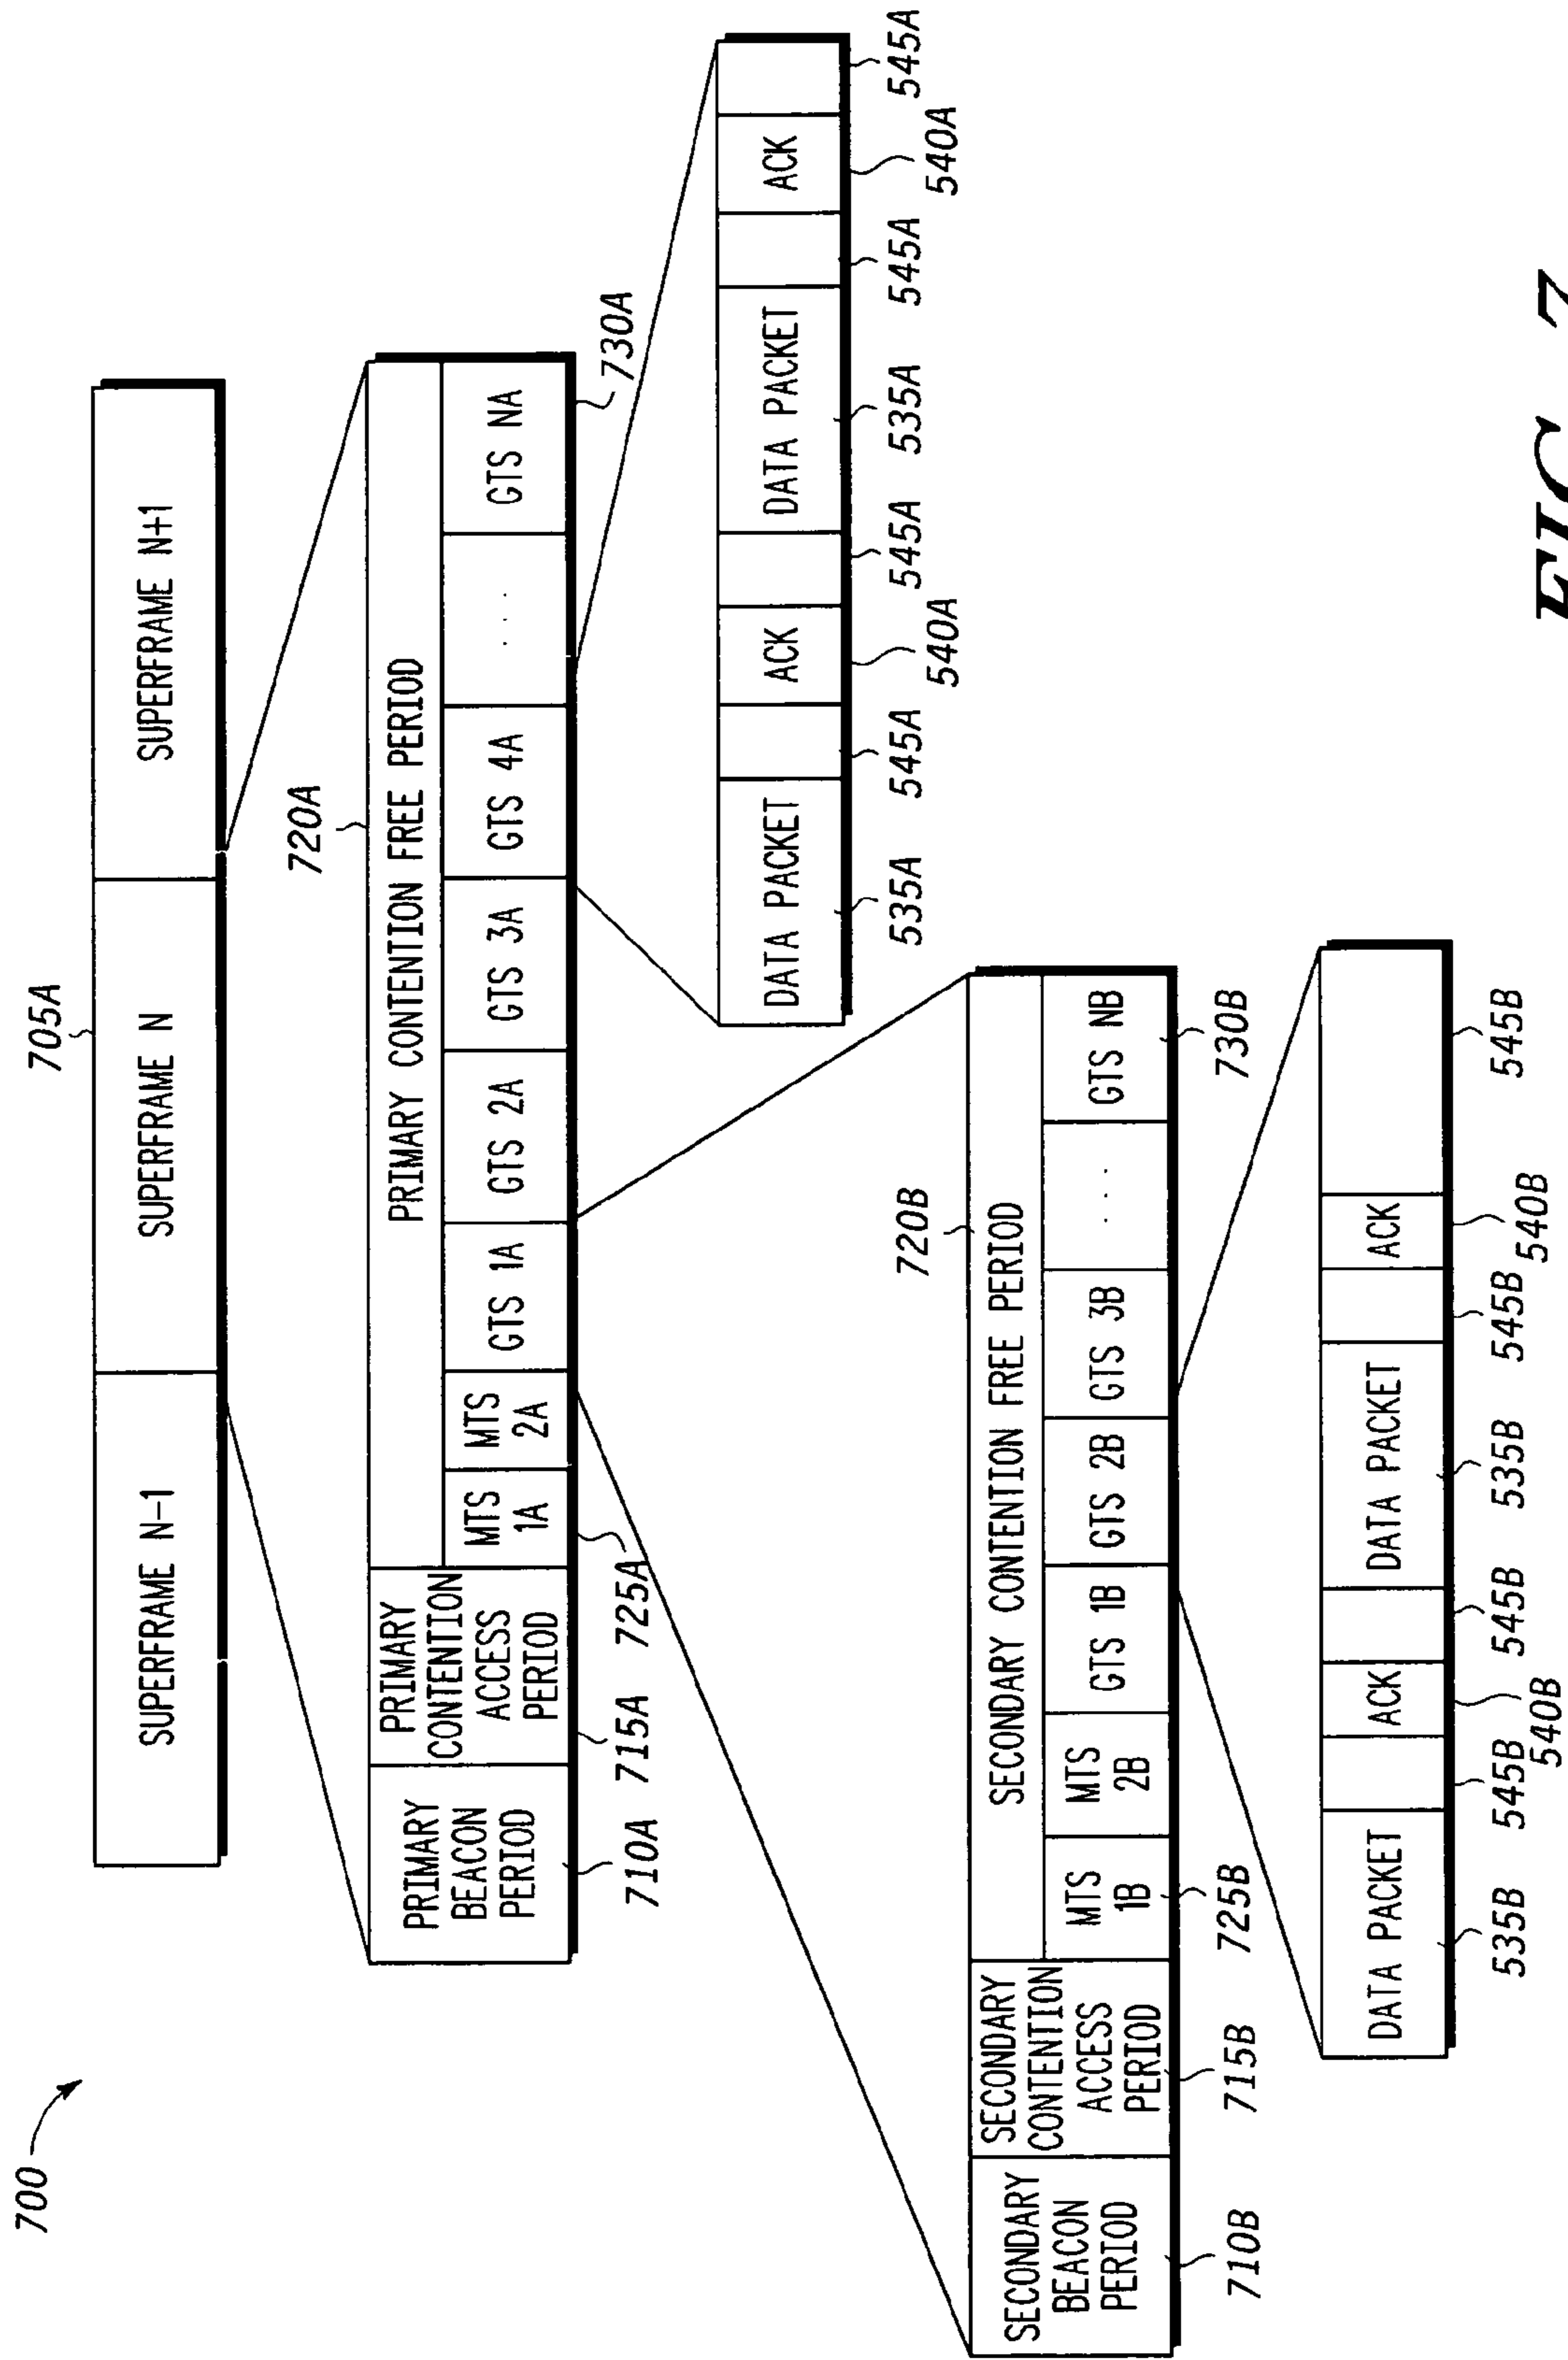 700
705A
SUPERFRAME N-1
SUPERFRAME N
SUPERFRAME N+1
720A
PRIMARY
BEACON
PERIOD
PRIMARY
CONTENTION
ACCESS
PERIOD
PRIMARY CONTENTION FREE PERIOD
MTS
1A
MTS
2A
GTS 1A
GTS 2A
GTS 3A
GTS 4A
...
GTS NA
710A
715A
725A
730A
DATA PACKET
ACK
DATA PACKET
ACK
535A
545A
540A
545A
535A
545A
540A
545A
720B
SECONDARY
BEACON
PERIOD
SECONDARY
CONTENTION
ACCESS
PERIOD
SECONDARY CONTENTION FREE PERIOD
MTS
1B
MTS
2B
GTS 1B
GTS 2B
GTS 3B
...
GTS NB
710B
715B
725B
730B
DATA PACKET
ACK
DATA PACKET
ACK
535B
545B
540B
545B
535B
545B
540B
545B
FIG. 7